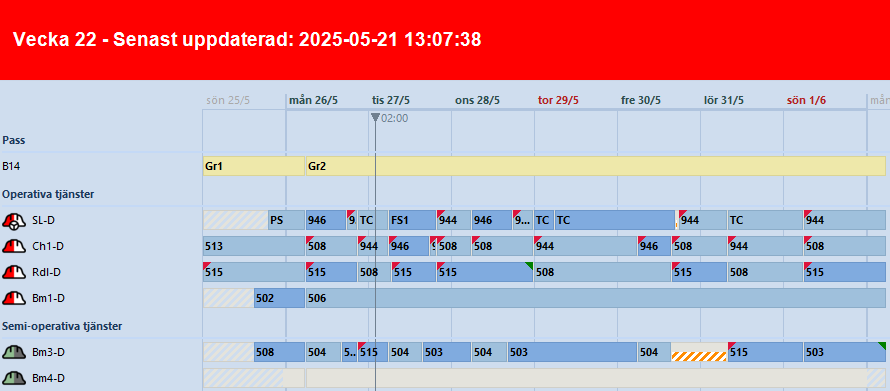 Vecka 22 - Senast uppdaterad: 2025-05-21 13:07:38
sön 25/5 mån 26/5 tis 27/5 ons 28/5 tor 29/5 fre 30/5 lör 31/5 sön 1/6 mån
02:00
Pass
B14 Gr1 Gr2
Operativa tjänster
SL-D PS 946 9. TC FS1 944 946 9... TC TC 944 TC 944
Ch1-D 513 508 944 946 508 508 944 946 508 944 508
Rdl-D 515 515 508 515 515 508 515 508 515
Bm1-D 502 506
Semi-operativa tjänster
Bm3-D 508 504 5.. 515 504 503 504 503 504 515 503
Bm4-D